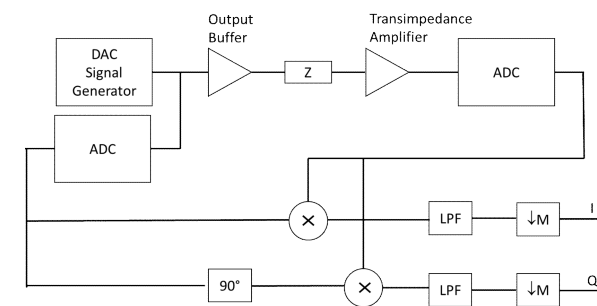 Output
Buffer
Transimpedance
Amplifier
DAC
Signal
Generator
Z
ADC
ADC
×
LPF
↓M
I
90°
×
LPF
↓M
Q